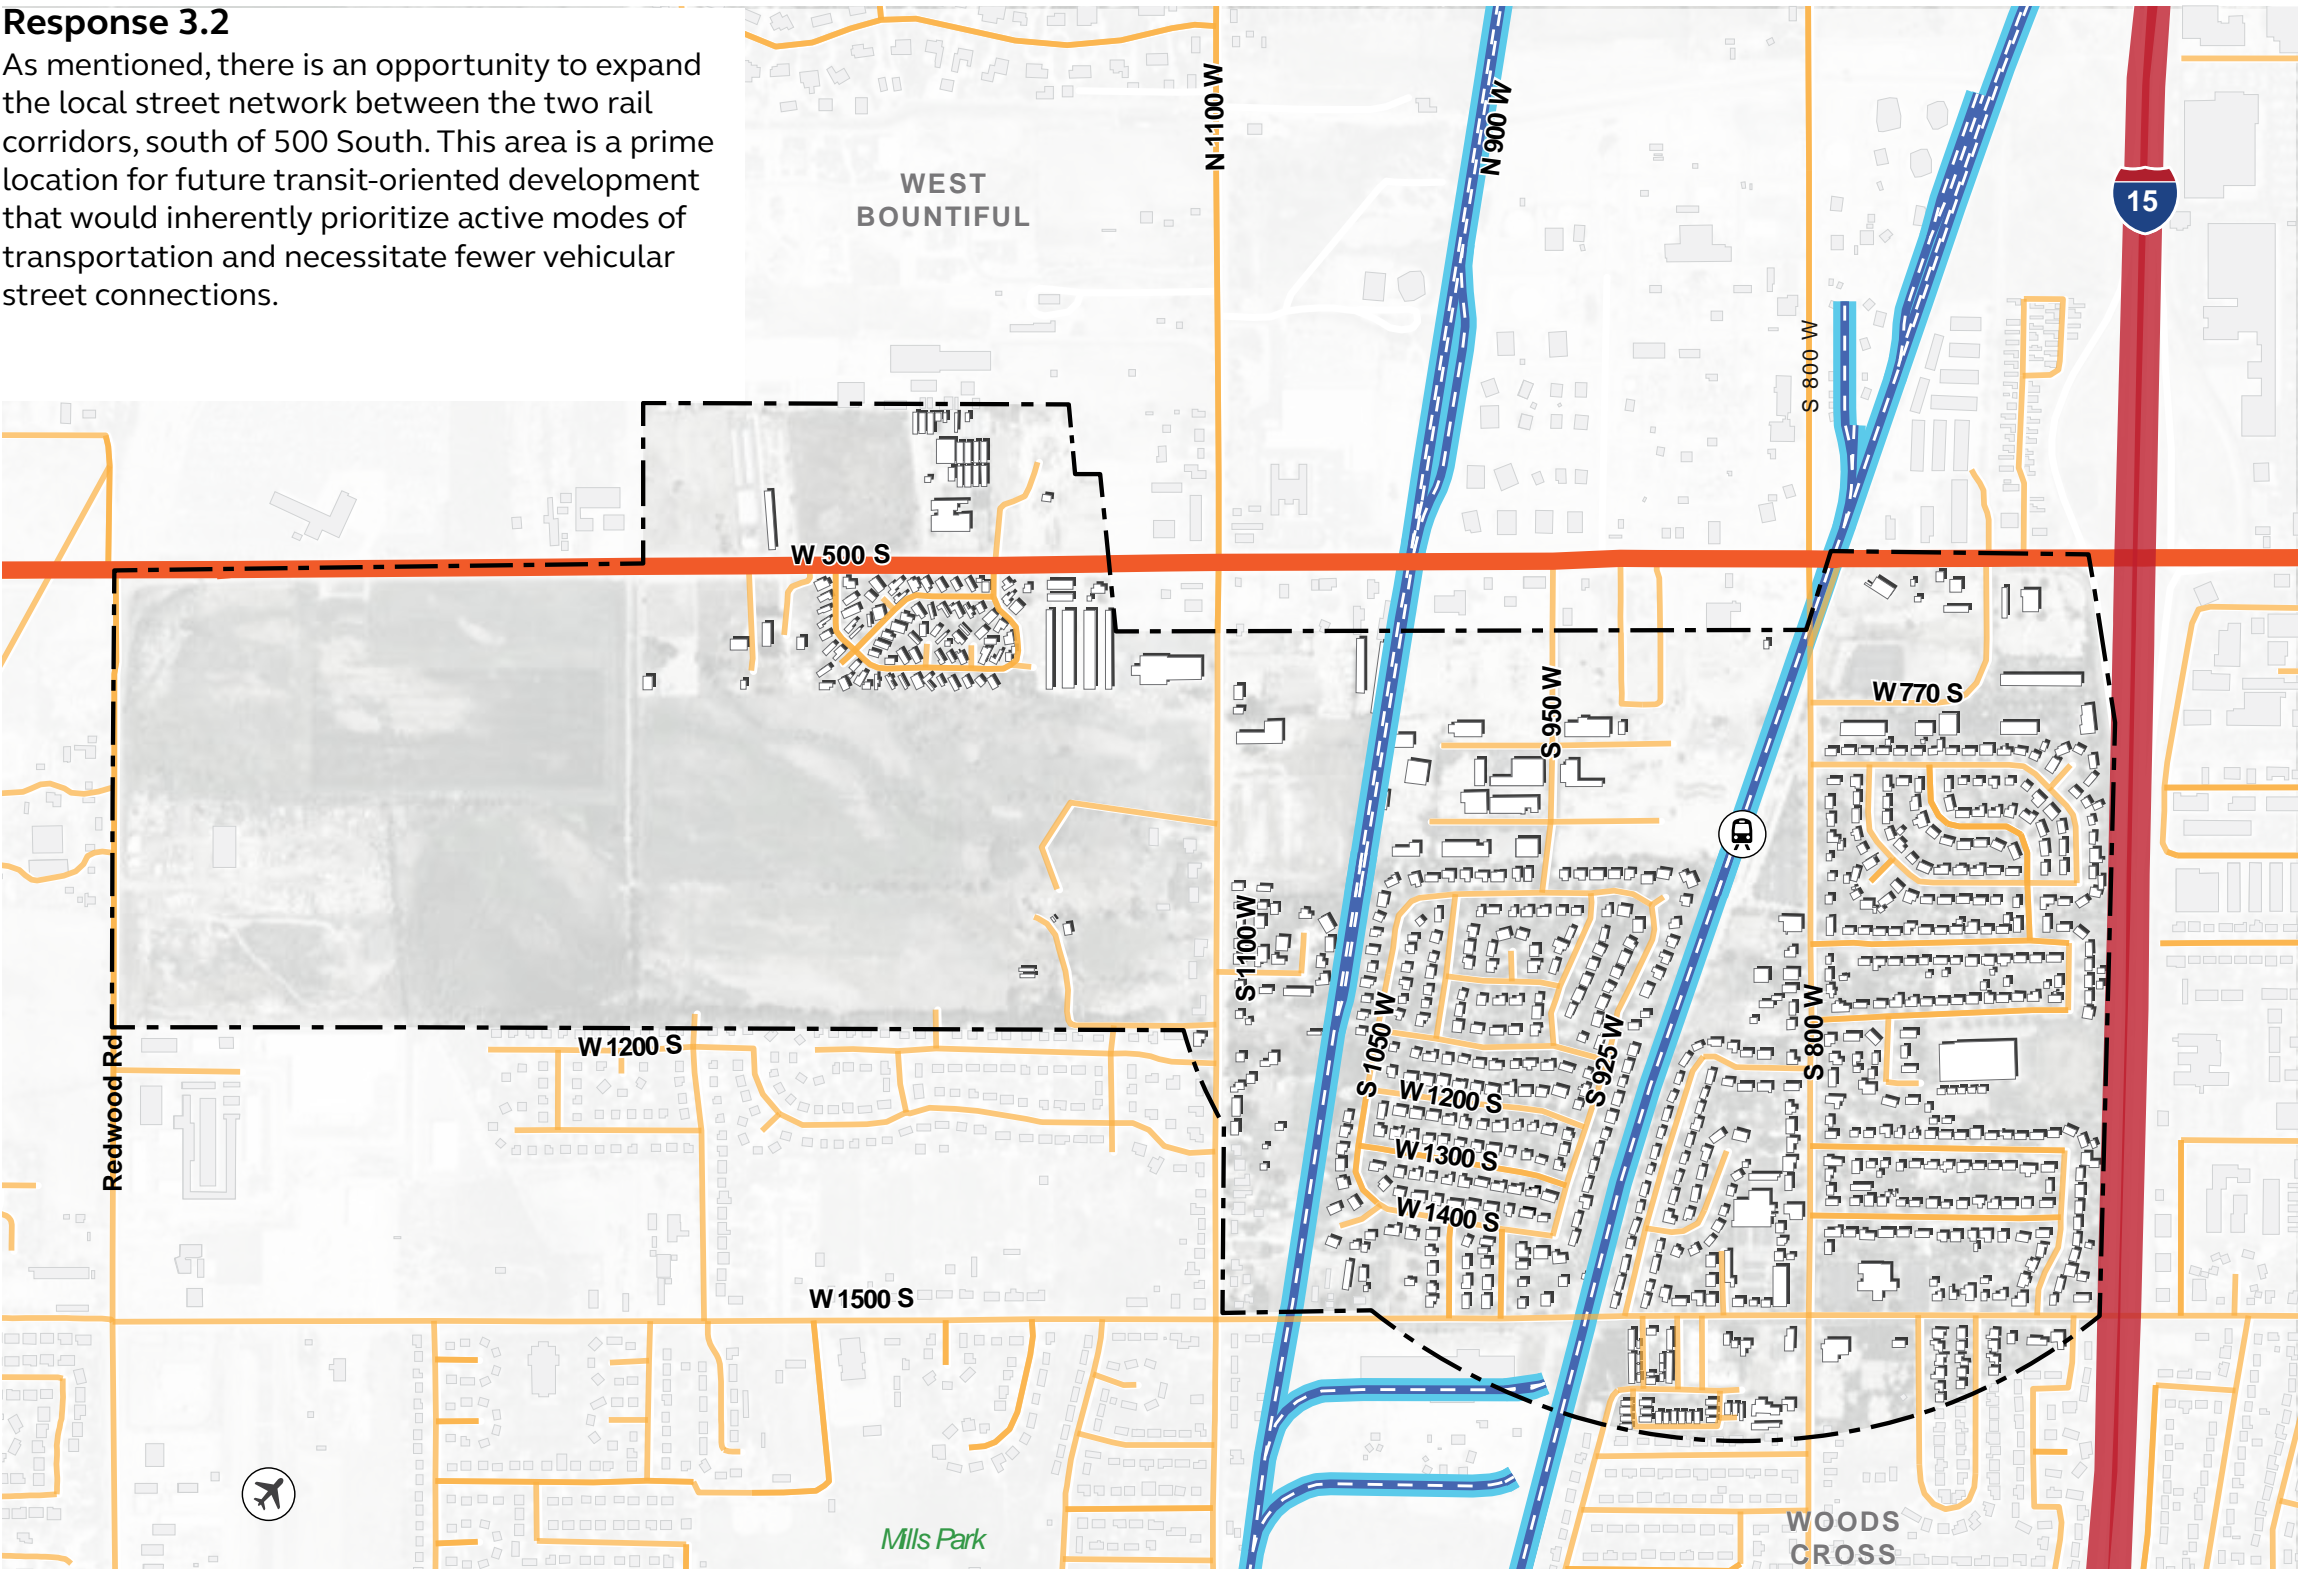 Response 3.2
As mentioned, there is an opportunity to expand
the local street network between the two rail
corridors, south of 500 South. This area is a prime
location for future transit-oriented development
that would inherently prioritize active modes of
transportation and necessitate fewer vehicular
street connections.
N 1100 W
N 900 W
WEST
BOUNTIFUL
15
S 800 W
W 500 S
S 950 W
W 770 S
S 1100 W
S 1050 W
S 925 W
S 800 W
W 1200 S
Redwood Rd
W 1200 S
W 1300 S
W 1400 S
W 1500 S
Mills Park
WOODS
CROSS